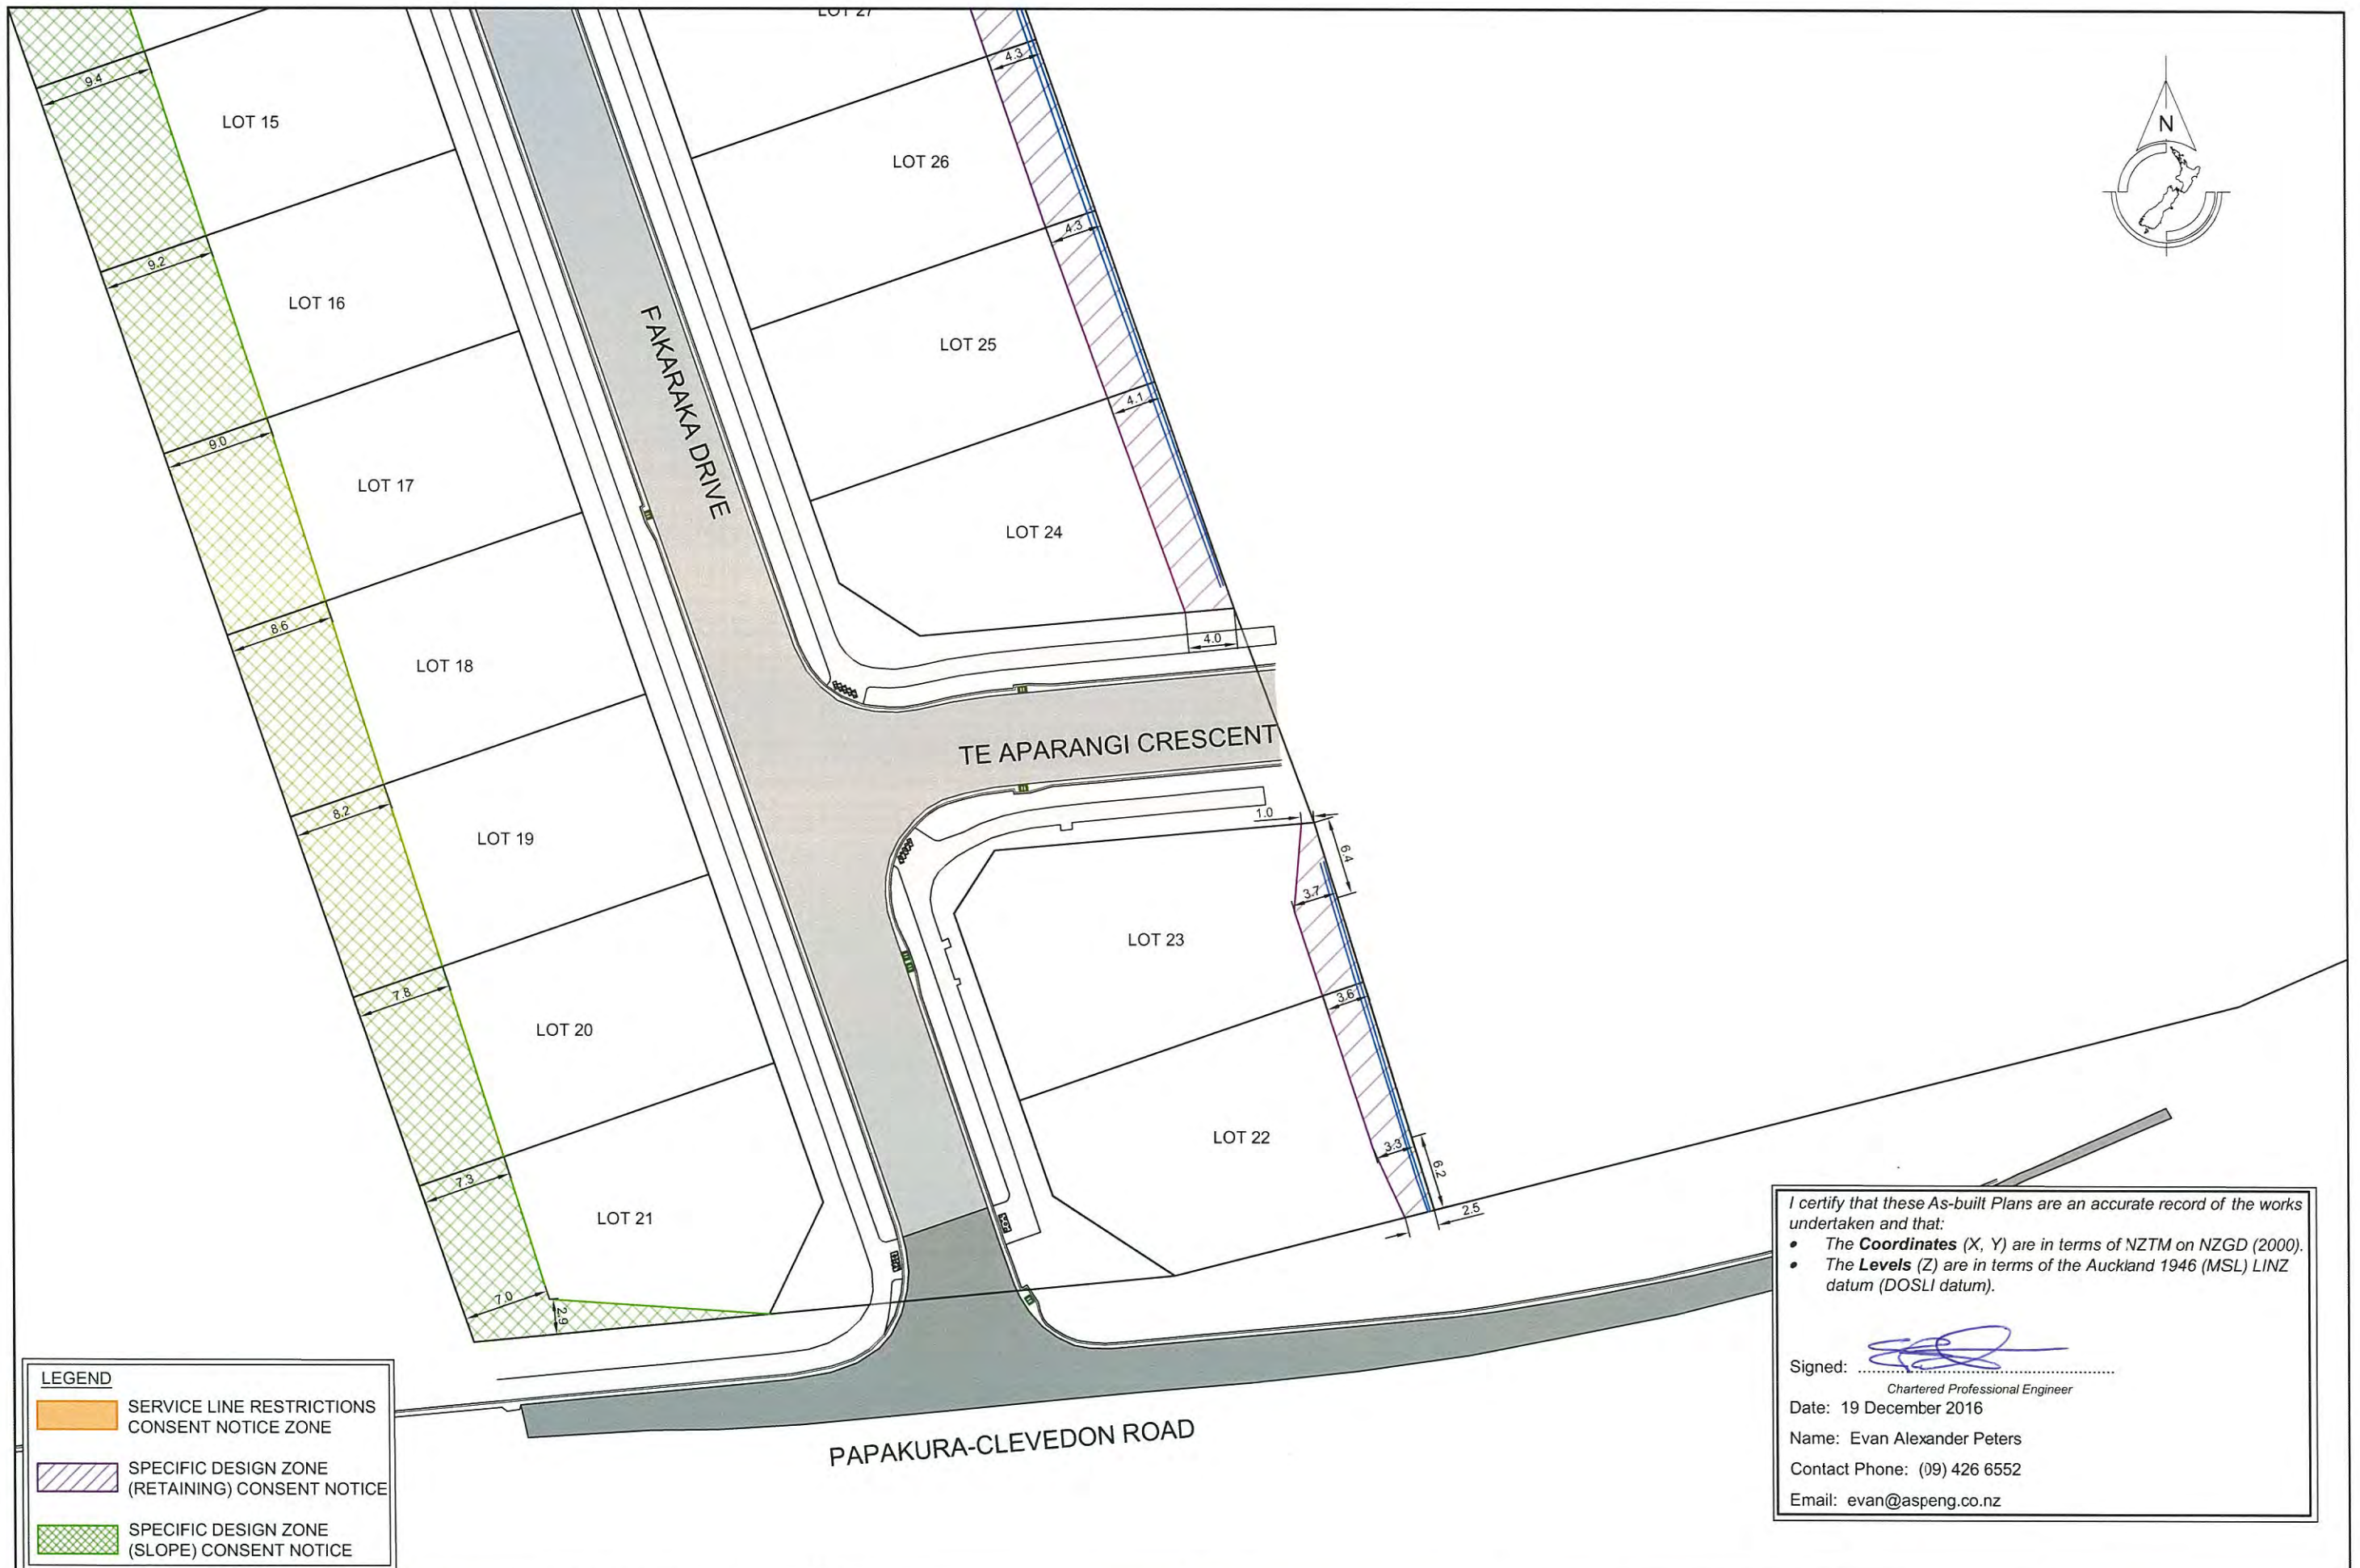 LOT 27
4.3
9.4
LOT 15
N
LOT 26
4.3
9.2
LOT 16
PAKARAKA DRIVE
LOT 25
4.1
9.0
LOT 17
LOT 24
8.6
LOT 18
4.0
TE APARANGI CRESCENT
8.2
LOT 19
1.0
6.4
3.7
LOT 23
7.8
3.6
LOT 20
LOT 22
3.3
6.2
2.5
7.3
LOT 21
7.0
2.9
PAPAKURA-CLEVEDON ROAD
LEGEND
SERVICE LINE RESTRICTIONS
CONSENT NOTICE ZONE
SPECIFIC DESIGN ZONE
(RETAINING) CONSENT NOTICE
SPECIFIC DESIGN ZONE
(SLOPE) CONSENT NOTICE
I certify that these As-built Plans are an accurate record of the works
undertaken and that:
• The Coordinates (X, Y) are in terms of NZTM on NZGD (2000).
• The Levels (Z) are in terms of the Auckland 1946 (MSL) LINZ
datum (DOSLI datum).
Signed:
Chartered Professional Engineer
Date: 19 December 2016
Name: Evan Alexander Peters
Contact Phone: (09) 426 6552
Email: evan@aspeng.co.nz